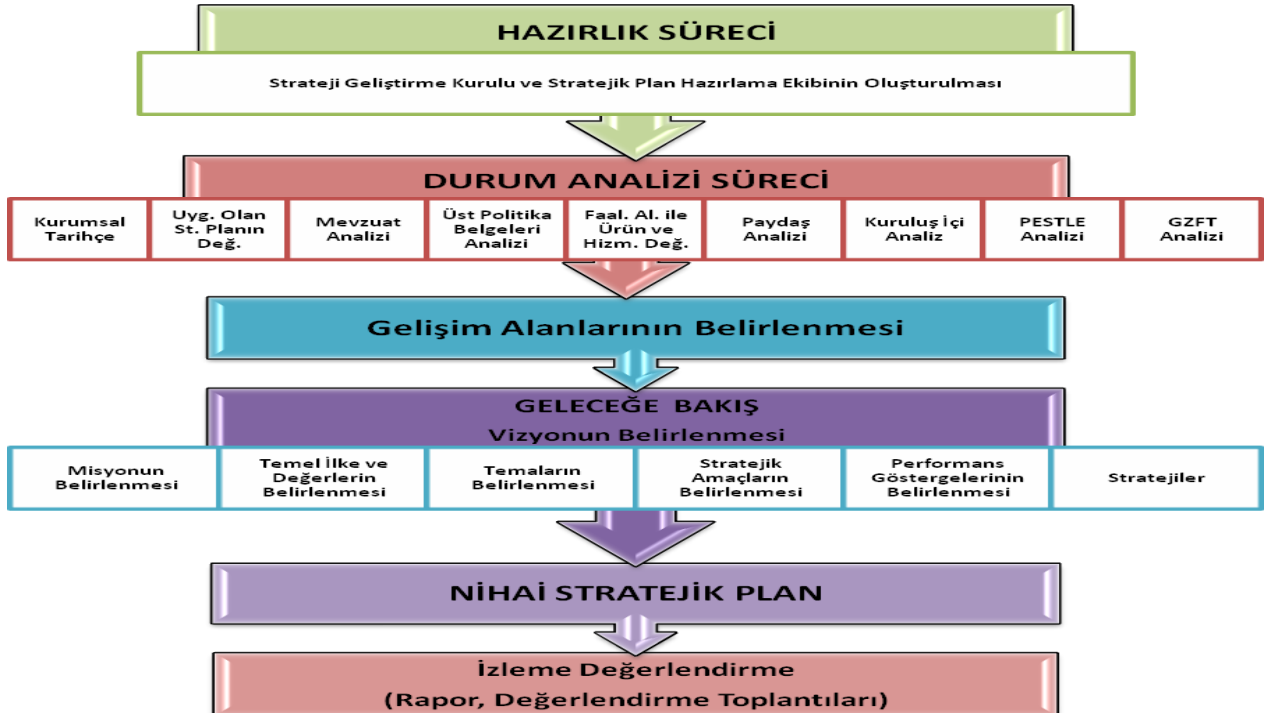 HAZIRLIK SÜRECİ
Strateji Geliştirme Kurulu ve Stratejik Plan Hazırlama Ekibinin Oluşturulması
DURUM ANALİZİ SÜRECİ
Kurumsal
Tarihçe
Uyg. Olan
St. Planın
Değ.
Mevzuat
Analizi
Üst Politika
Belgeleri
Analizi
Faal. Al. ile
Ürün ve
Hizm. Değ.
Paydaş
Analizi
Kuruluş İçi
Analiz
PESTLE
Analizi
GZFT
Analizi
Gelişim Alanlarının Belirlenmesi
GELECEĞE BAKIŞ
Vizyonun Belirlenmesi
Misyonun
Belirlenmesi
Temel İlke ve
Değerlerin
Belirlenmesi
Temaların
Belirlenmesi
Stratejik
Amaçların
Belirlenmesi
Performans
Göstergelerinin
Belirlenmesi
Stratejiler
NİHAİ STRATEJİK PLAN
İzleme Değerlendirme
(Rapor, Değerlendirme Toplantıları)